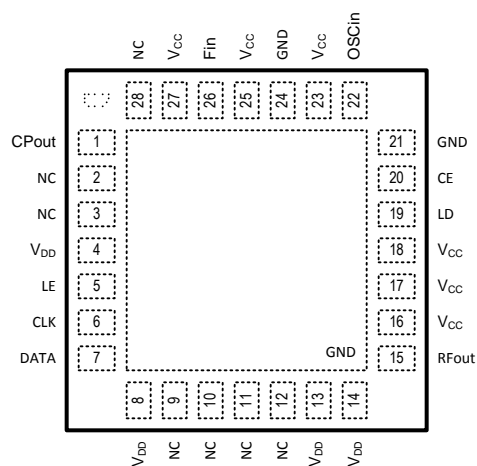 NC VCC Fin VCC GND VCC OSCin
28 27 26 25 24 23 22
CPout 1 21 GND
NC 2 20 CE
NC 3 19 LD
VDD 4 18 VCC
LE 5 17 VCC
CLK 6 16 VCC
DATA 7 GND 15 RFout
8 9 10 11 12 13 14
VDD NC NC NC NC VDD VDD